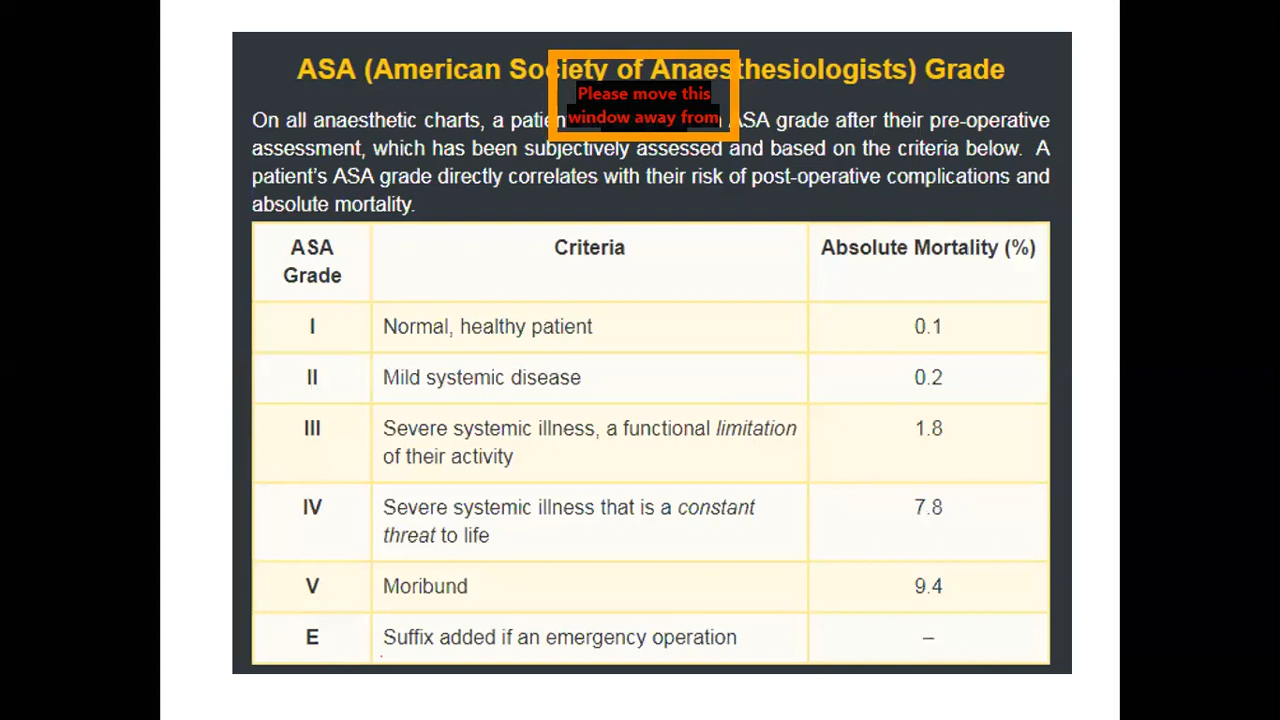 ASA (American Society of Anaesthesiologists) Grade
Please move this
window away from
On all anaesthetic charts, a patien ASA grade after their pre-operative
assessment, which has been subjectively assessed and based on the criteria below. A
patient's ASA grade directly correlates with their risk of post-operative complications and
absolute mortality.
ASA Grade Criteria Absolute Mortality (%)
I Normal, healthy patient 0.1
II Mild systemic disease 0.2
III Severe systemic illness, a functional limitation 1.8
of their activity
IV Severe systemic illness that is a constant 7.8
threat to life
V Moribund 9.4
E Suffix added if an emergency operation –